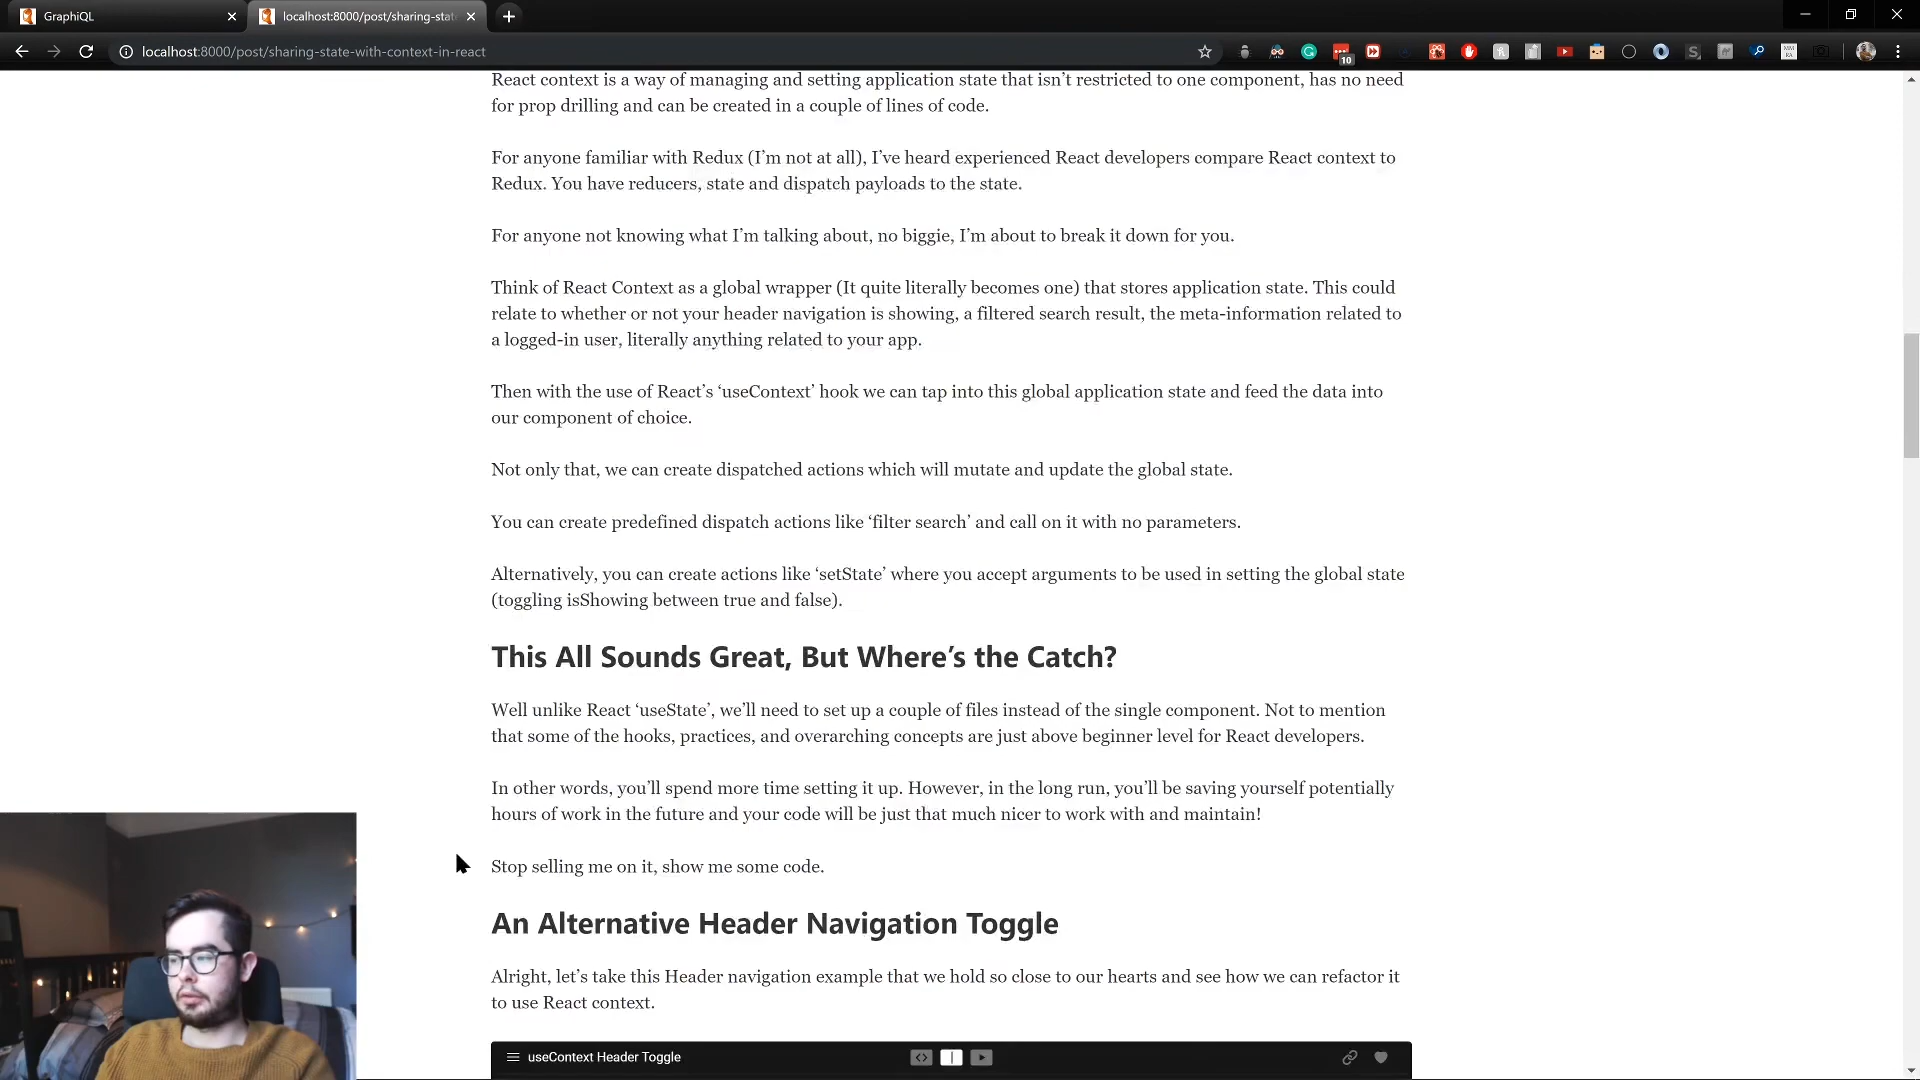 GraphiQL
localhost:8000/post/sharing-stat
localhost:8000/post/sharing-state-with-context-in-react
10
React context is a way of managing and setting application state that isn’t restricted to one component, has no need
for prop drilling and can be created in a couple of lines of code.
For anyone familiar with Redux (I’m not at all), I’ve heard experienced React developers compare React context to
Redux. You have reducers, state and dispatch payloads to the state.
For anyone not knowing what I’m talking about, no biggie, I’m about to break it down for you.
Think of React Context as a global wrapper (It quite literally becomes one) that stores application state. This could
relate to whether or not your header navigation is showing, a filtered search result, the meta-information related to
a logged-in user, literally anything related to your app.
Then with the use of React’s ‘useContext’ hook we can tap into this global application state and feed the data into
our component of choice.
Not only that, we can create dispatched actions which will mutate and update the global state.
You can create predefined dispatch actions like ‘filter search’ and call on it with no parameters.
Alternatively, you can create actions like ‘setState’ where you accept arguments to be used in setting the global state
(toggling isShowing between true and false).
This All Sounds Great, But Where’s the Catch?
Well unlike React ‘useState’, we’ll need to set up a couple of files instead of the single component. Not to mention
that some of the hooks, practices, and overarching concepts are just above beginner level for React developers.
In other words, you’ll spend more time setting it up. However, in the long run, you’ll be saving yourself potentially
hours of work in the future and your code will be just that much nicer to work with and maintain!
Stop selling me on it, show me some code.
An Alternative Header Navigation Toggle
Alright, let’s take this Header navigation example that we hold so close to our hearts and see how we can refactor it
to use React context.
useContext Header Toggle